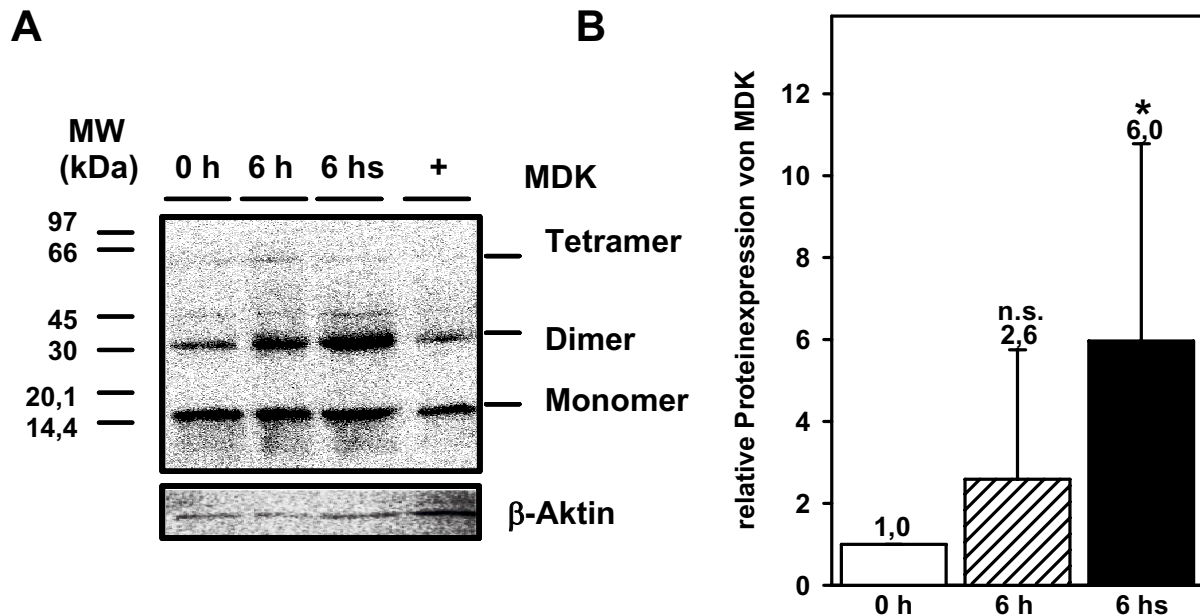 A
MW
(kDa)
0 h 6 h 6 hs +
MDK
97
66
45
30
20,1
14,4
Tetramer
Dimer
Monomer
β-Aktin
B
relative Proteinexpression von MDK
12
10
8
6
4
2
0
1,0
n.s.
2,6
*
6,0
0 h 6 h 6 hs